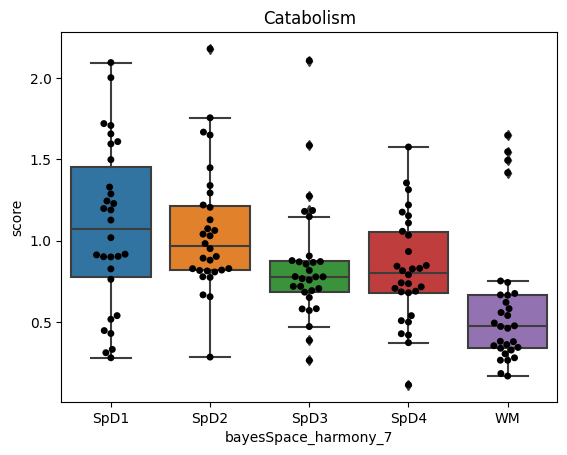 Catabolism
score
2.0
1.5
1.0
0.5
SpD1 SpD2 SpD3 SpD4 WM
bayesSpace_harmony_7